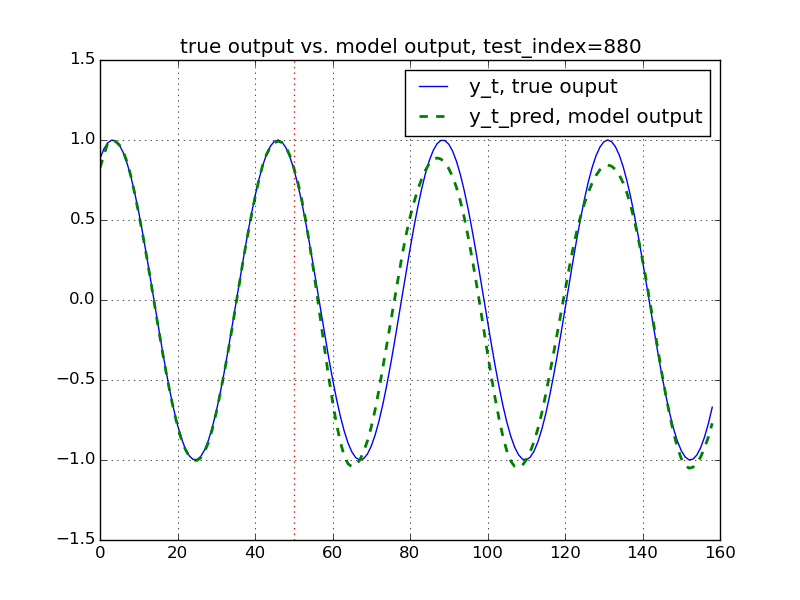 true output vs. model output, test_index=880
y_t, true ouput
y_t_pred, model output
1.5
1.0
0.5
0.0
−0.5
−1.0
−1.5
0 20 40 60 80 100 120 140 160